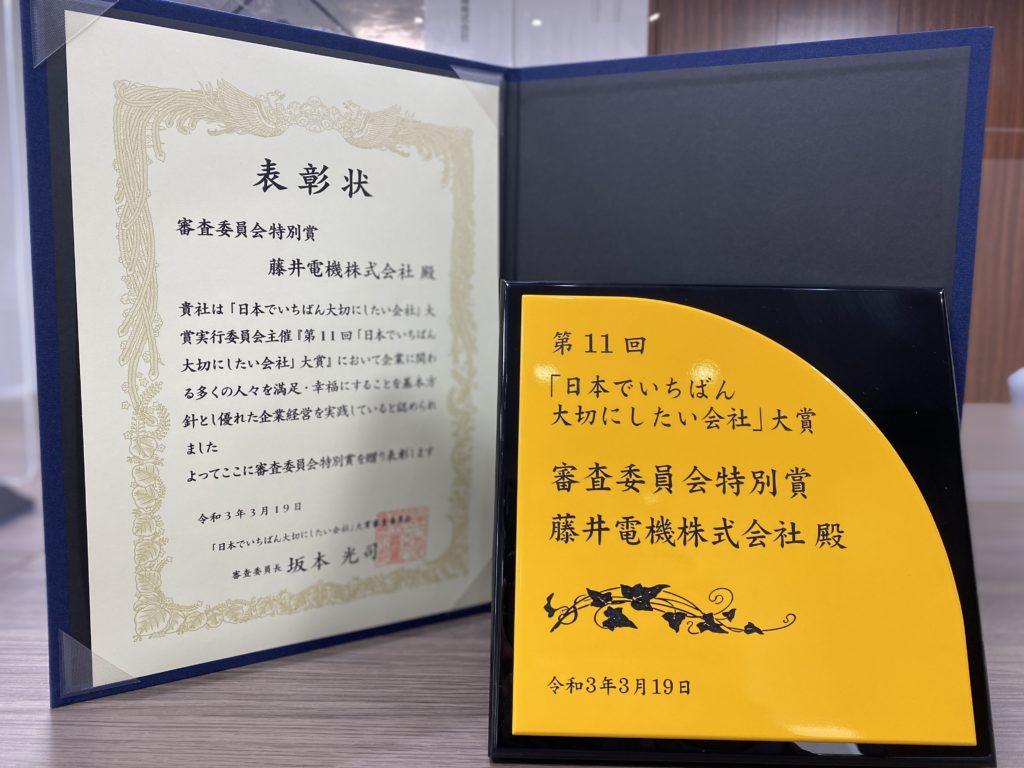 表彰状
審査委員会特別賞
藤井電機株式会社 殿
貴社は「日本でいちばん大切にしたい会社」大
賞実行委員会主催『第11回「日本でいちばん
大切にしたい会社」大賞』において企業に関わ
る多くの人々を満足・幸福にすることを基本方
針とし優れた企業経営を実践していると認められ
ました
よってここに審査委員会特別賞を贈り表彰します
令和3年3月19日
「日本でいちばん大切にしたい会社」大賞審査委員会
審査委員長 坂本 光司
第11回
「日本でいちばん
大切にしたい会社」大賞
審査委員会特別賞
藤井電機株式会社 殿
令和3年3月19日